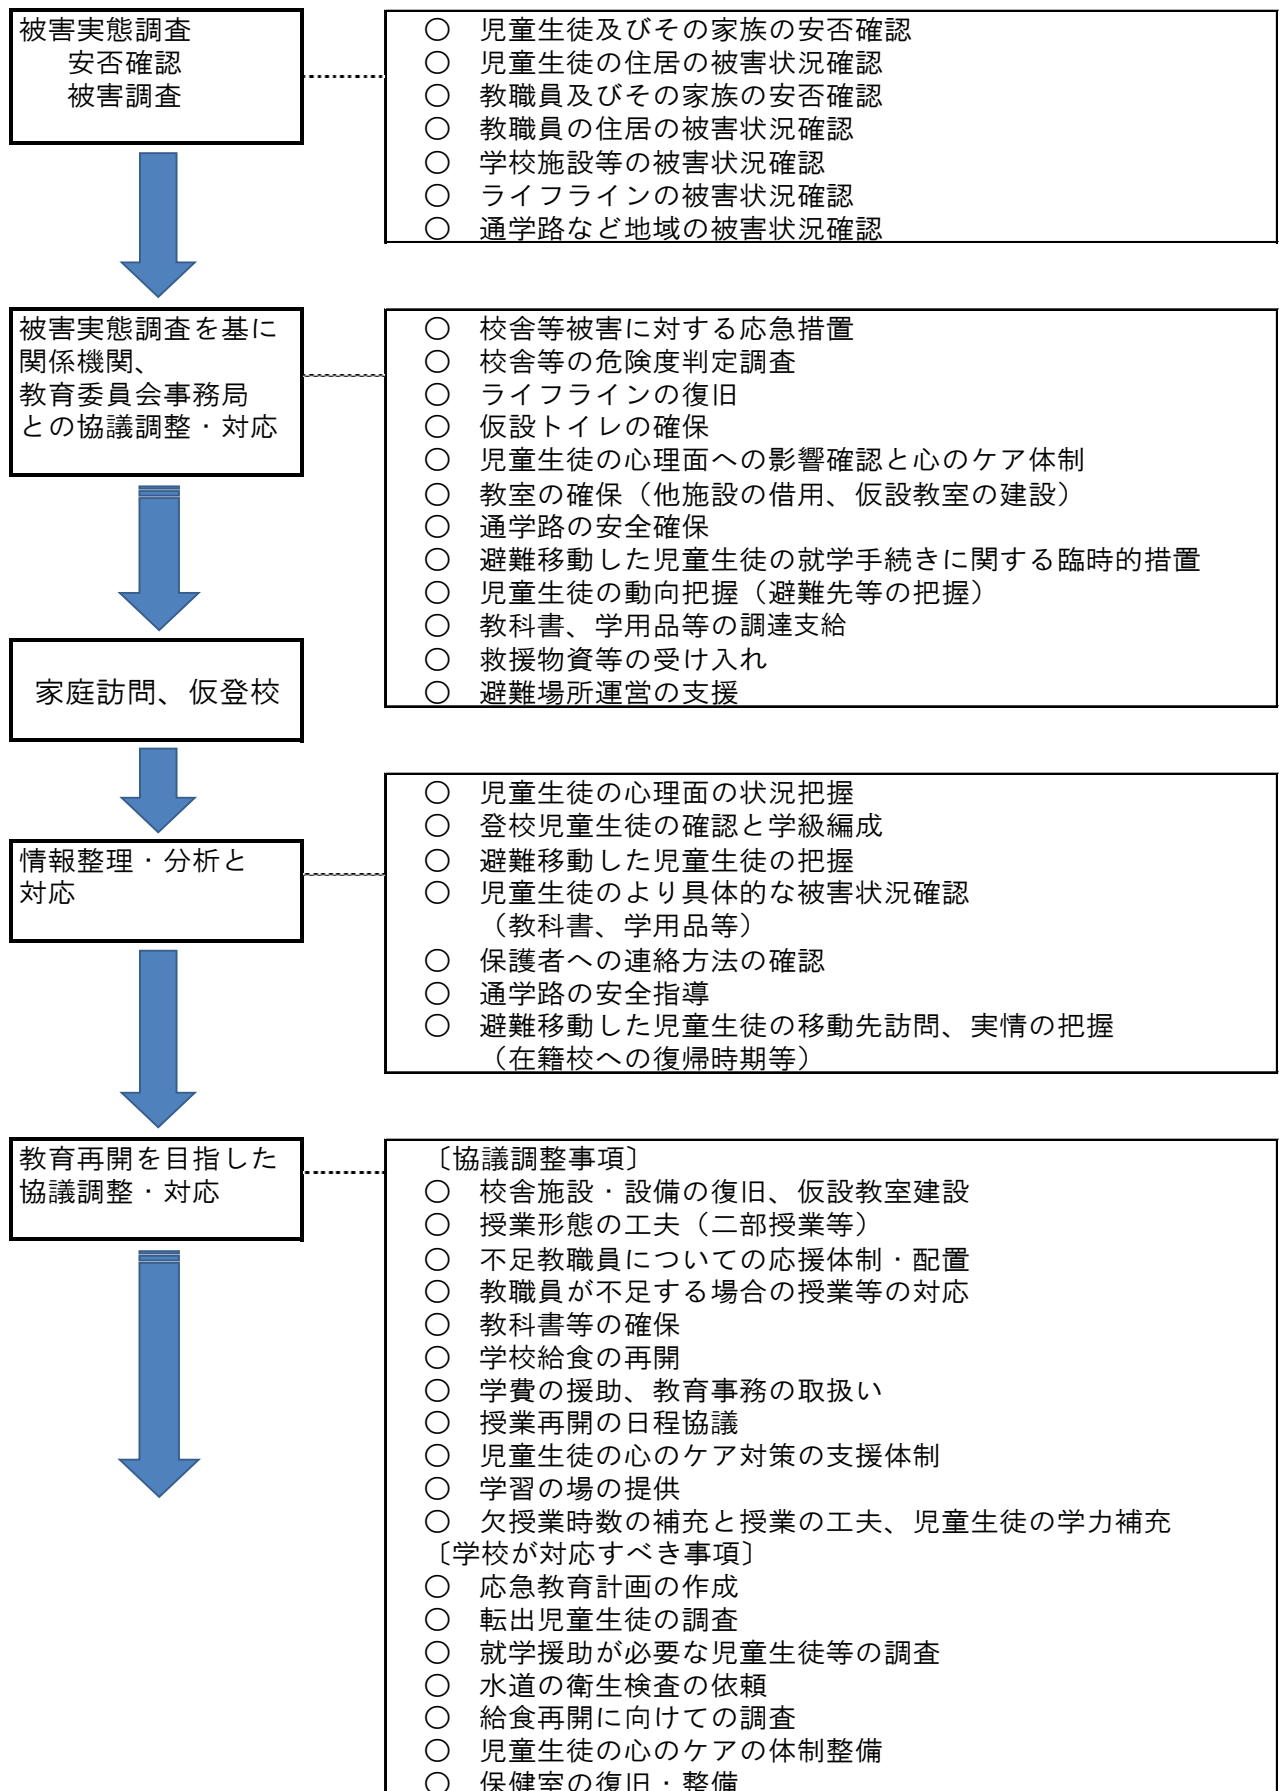 被害実態調査
安否確認
被害調査
○ 児童生徒及びその家族の安否確認
○ 児童生徒の住居の被害状況確認
○ 教職員及びその家族の安否確認
○ 教職員の住居の被害状況確認
○ 学校施設等の被害状況確認
○ ライフラインの被害状況確認
○ 通学路など地域の被害状況確認
被害実態調査を基に
関係機関、
教育委員会事務局
との協議調整・対応
○ 校舎等被害に対する応急措置
○ 校舎等の危険度判定調査
○ ライフラインの復旧
○ 仮設トイレの確保
○ 児童生徒の心理面への影響確認と心のケア体制
○ 教室の確保（他施設の借用、仮設教室の建設）
○ 通学路の安全確保
○ 避難移動した児童生徒の就学手続きに関する臨時的措置
○ 児童生徒の動向把握（避難先等の把握）
○ 教科書、学用品等の調達支給
○ 救援物資等の受け入れ
○ 避難場所運営の支援
家庭訪問、仮登校
情報整理・分析と
対応
○ 児童生徒の心理面の状況把握
○ 登校児童生徒の確認と学級編成
○ 避難移動した児童生徒の把握
○ 児童生徒のより具体的な被害状況確認
（教科書、学用品等）
○ 保護者への連絡方法の確認
○ 通学路の安全指導
○ 避難移動した児童生徒の移動先訪問、実情の把握
（在籍校への復帰時期等）
教育再開を目指した
協議調整・対応
〔協議調整事項〕
○ 校舎施設・設備の復旧、仮設教室建設
○ 授業形態の工夫（二部授業等）
○ 不足教職員についての応援体制・配置
○ 教職員が不足する場合の授業等の対応
○ 教科書等の確保
○ 学校給食の再開
○ 学費の援助、教育事務の取扱い
○ 授業再開の日程協議
○ 児童生徒の心のケア対策の支援体制
○ 学習の場の提供
○ 欠授業時数の補充と授業の工夫、児童生徒の学力補充
〔学校が対応すべき事項〕
○ 応急教育計画の作成
○ 転出児童生徒の調査
○ 就学援助が必要な児童生徒等の調査
○ 水道の衛生検査の依頼
○ 給食再開に向けての調査
○ 児童生徒の心のケアの体制整備
○ 保健室の復旧・整備